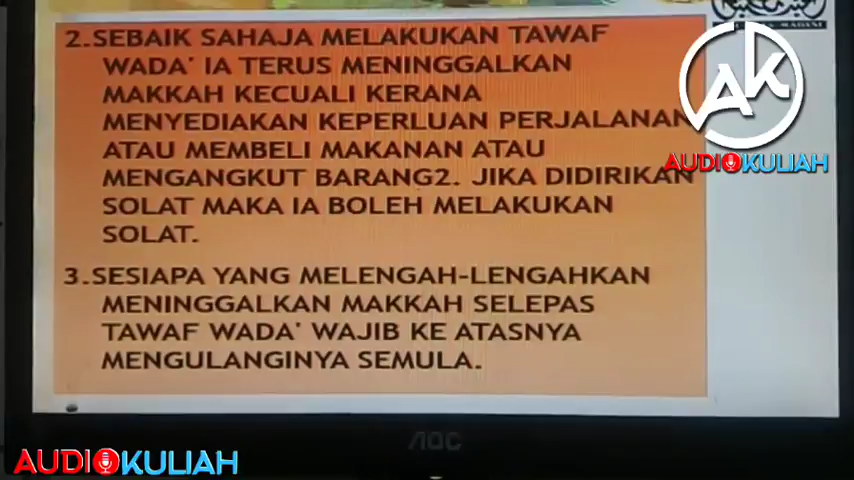 2.SEBAIK SAHAJA MELAKUKAN TAWAF
WADA' IA TERUS MENINGGALKAN
MAKKAH KECUALI KERANA
MENYEDIAKAN KEPERLUAN PERJALANAN
ATAU MEMBELI MAKANAN ATAU
MENGANGKUT BARANG2. JIKA DIDIRIKAN
SOLAT MAKA IA BOLEH MELAKUKAN
SOLAT.
3.SESIAPA YANG MELENGAH-LENGAHKAN
MENINGGALKAN MAKKAH SELEPAS
TAWAF WADA' WAJIB KE ATASNYA
MENGULANGINYA SEMULA.
AK
AUDIOKULIAH
AOC
AUDIOKULIAH